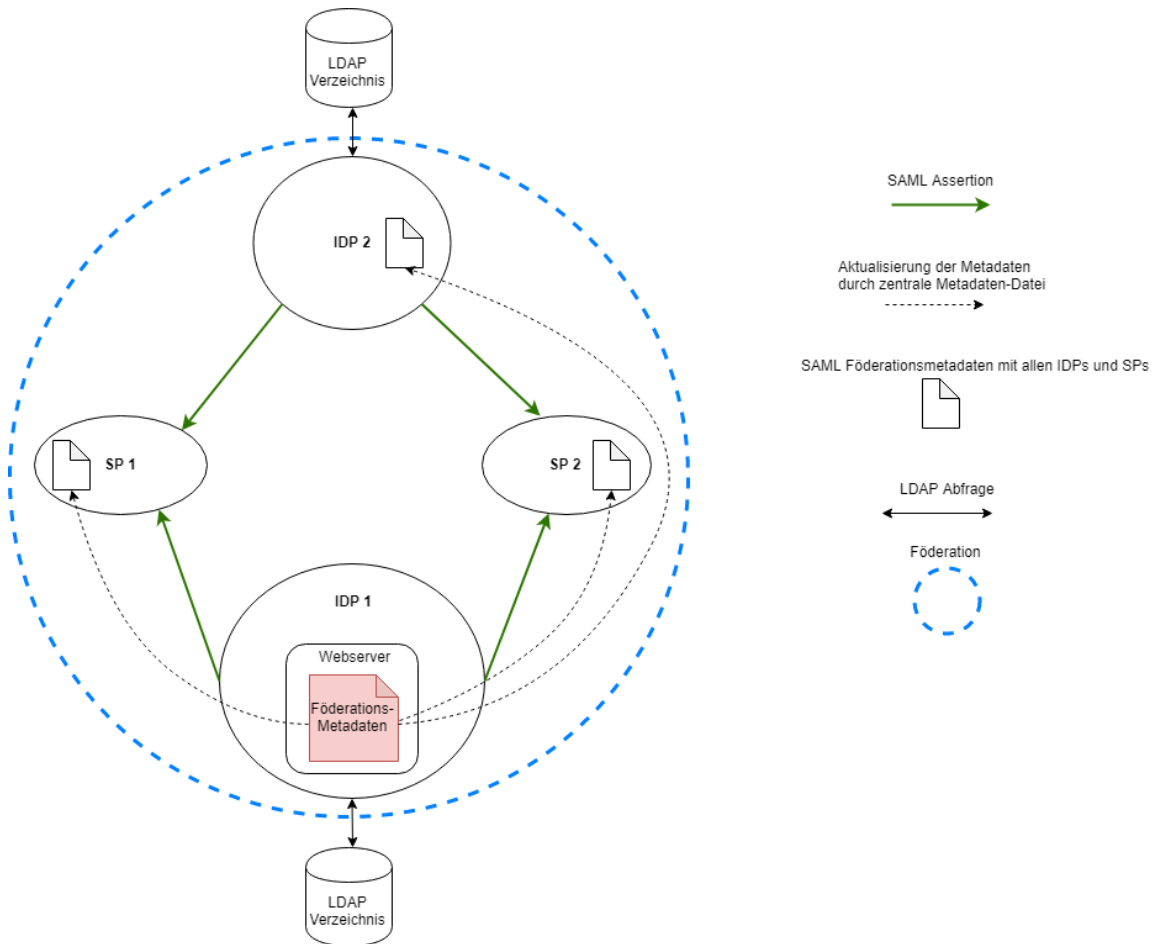 LDAP
Verzeichnis
IDP 2
SP 1
SP 2
IDP 1
Webserver
Föderations-
Metadaten
LDAP
Verzeichnis
SAML Assertion
Aktualisierung der Metadaten
durch zentrale Metadaten-Datei
SAML Föderationsmetadaten mit allen IDPs und SPs
LDAP Abfrage
Föderation